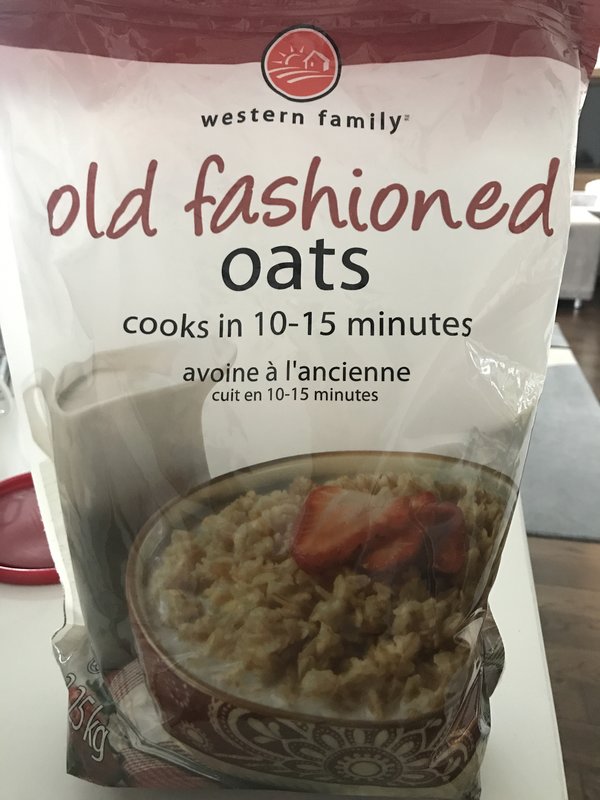 western family
old fashioned
oats
cooks in 10-15 minutes
avoine à l'ancienne
cuit en 10-15 minutes